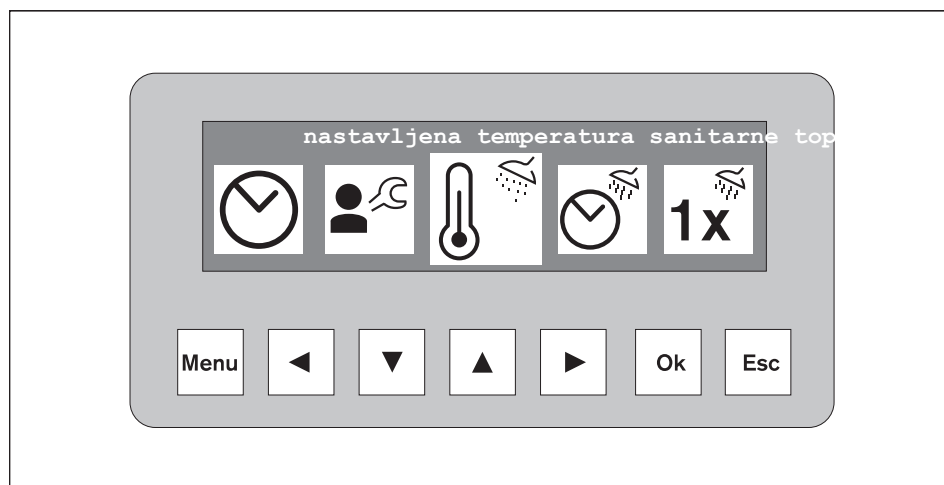 nastavljena temperatura sanitarne top
1x
Menu ◄ ▼ ▲ ► Ok Esc